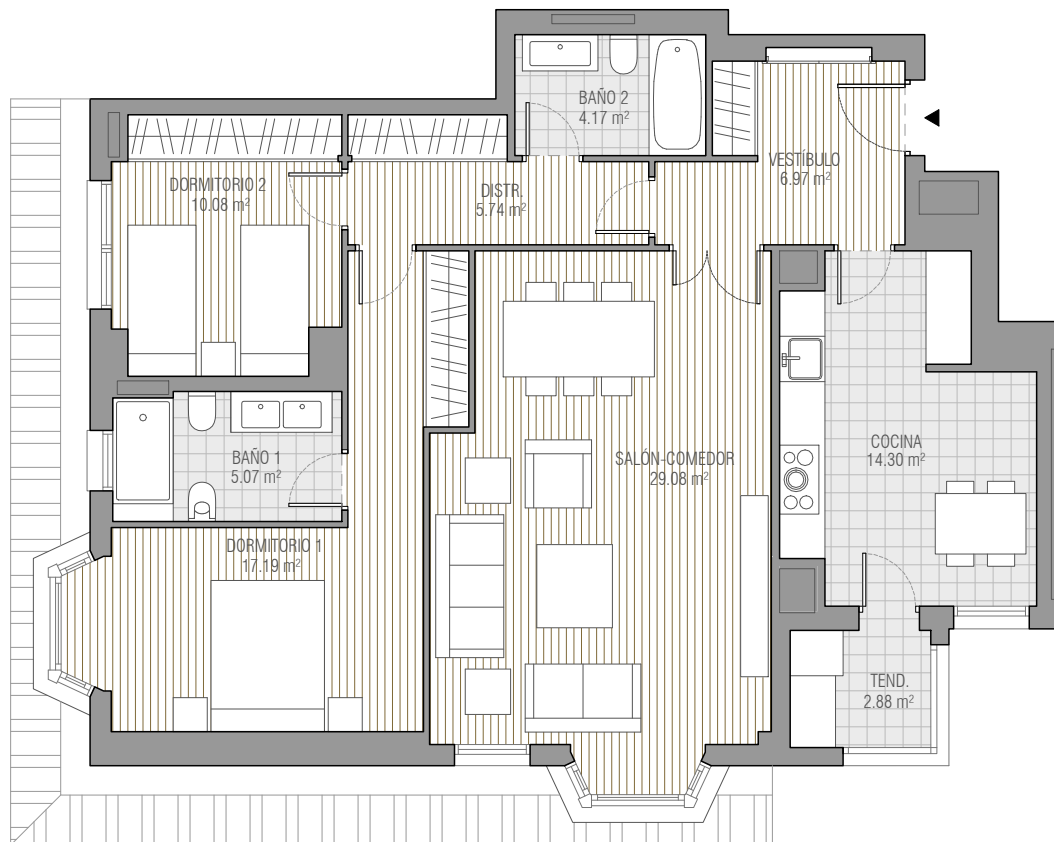 BAÑO 2
4.17 m²
VESTÍBULO
6.97 m²
DORMITORIO 2
10.08 m²
DISTR.
5.74 m²
COCINA
14.30 m²
SALÓN-COMEDOR
29.08 m²
BAÑO 1
5.07 m²
DORMITORIO 1
17.19 m²
TEND.
2.88 m²